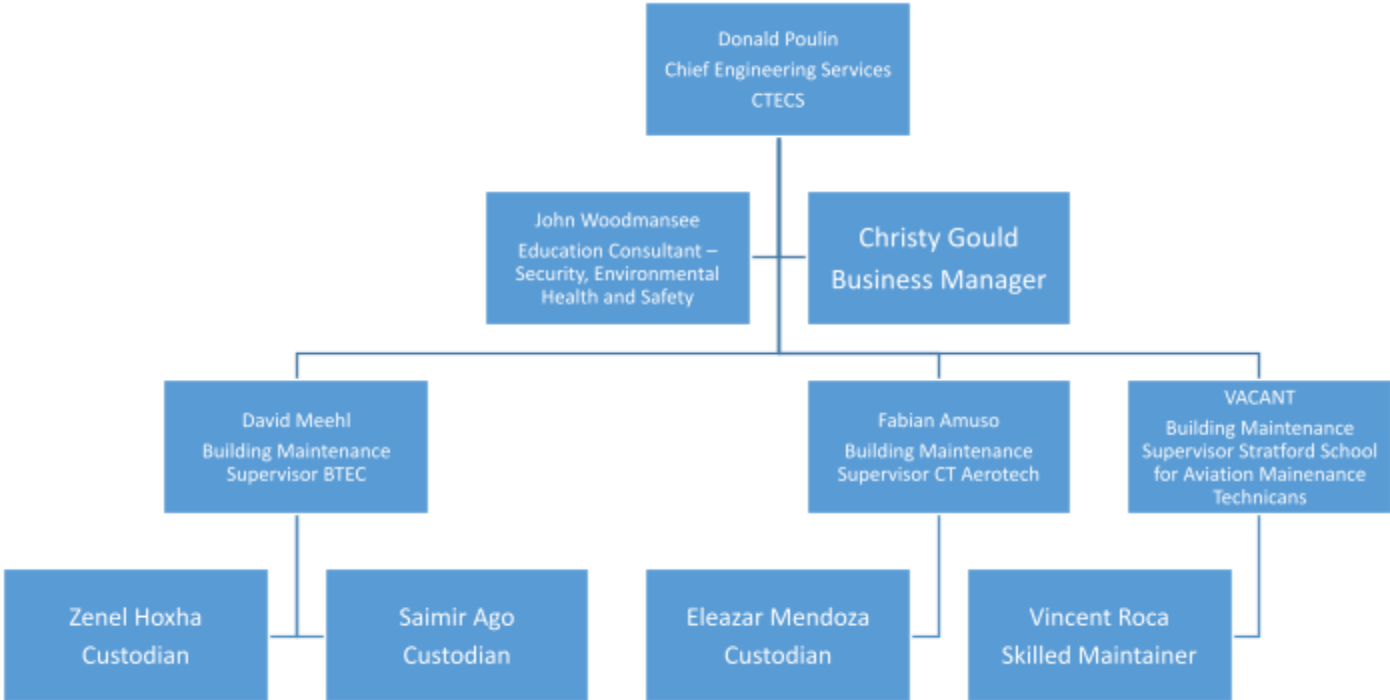 Donald Poulin
Chief Engineering Services
CTECS
John Woodmansee
Education Consultant –
Security, Environmental
Health and Safety
Christy Gould
Business Manager
David Meehl
Building Maintenance
Supervisor BTEC
Fabian Amuso
Building Maintenance
Supervisor CT Aerotech
VACANT
Building Maintenance
Supervisor Stratford School
for Aviation Mainenance
Technicans
Zenel Hoxha
Custodian
Saimir Ago
Custodian
Eleazar Mendoza
Custodian
Vincent Roca
Skilled Maintainer